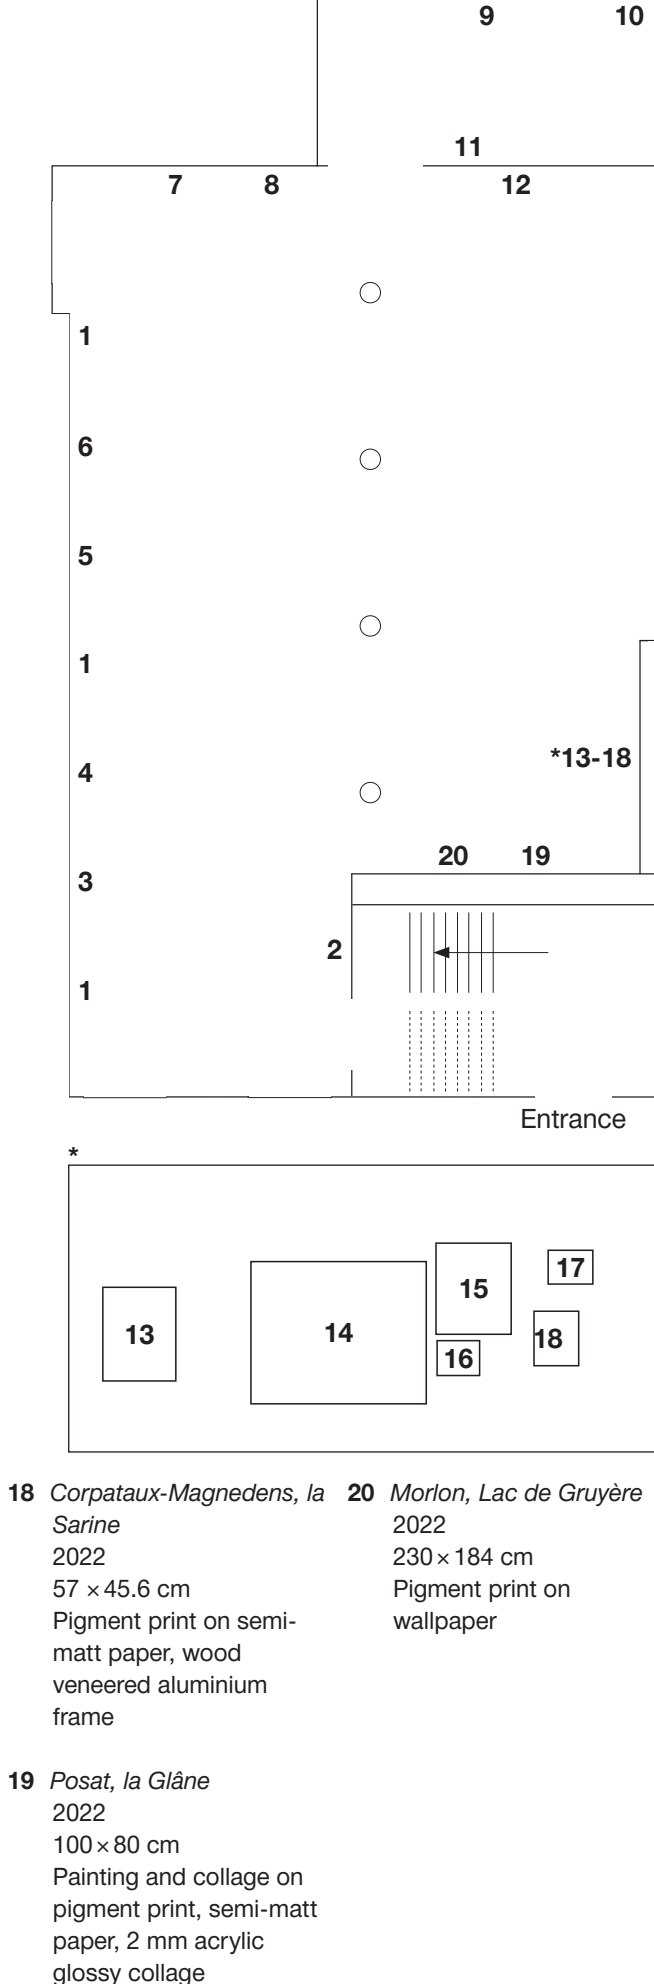 9 10
11
7 8 12
1
6
5
1
*13-18
4
20 19
3
2
1
Entrance
*
17
15
14
13
18
16
18 Corpataux-Magnedens, la
Sarine
2022
57 × 45.6 cm
Pigment print on semi-
matt paper, wood
veneered aluminium
frame
19 Posat, la Glâne
2022
100 × 80 cm
Painting and collage on
pigment print, semi-matt
paper, 2 mm acrylic
glossy collage
20 Morlon, Lac de Gruyère
2022
230 × 184 cm
Pigment print on
wallpaper